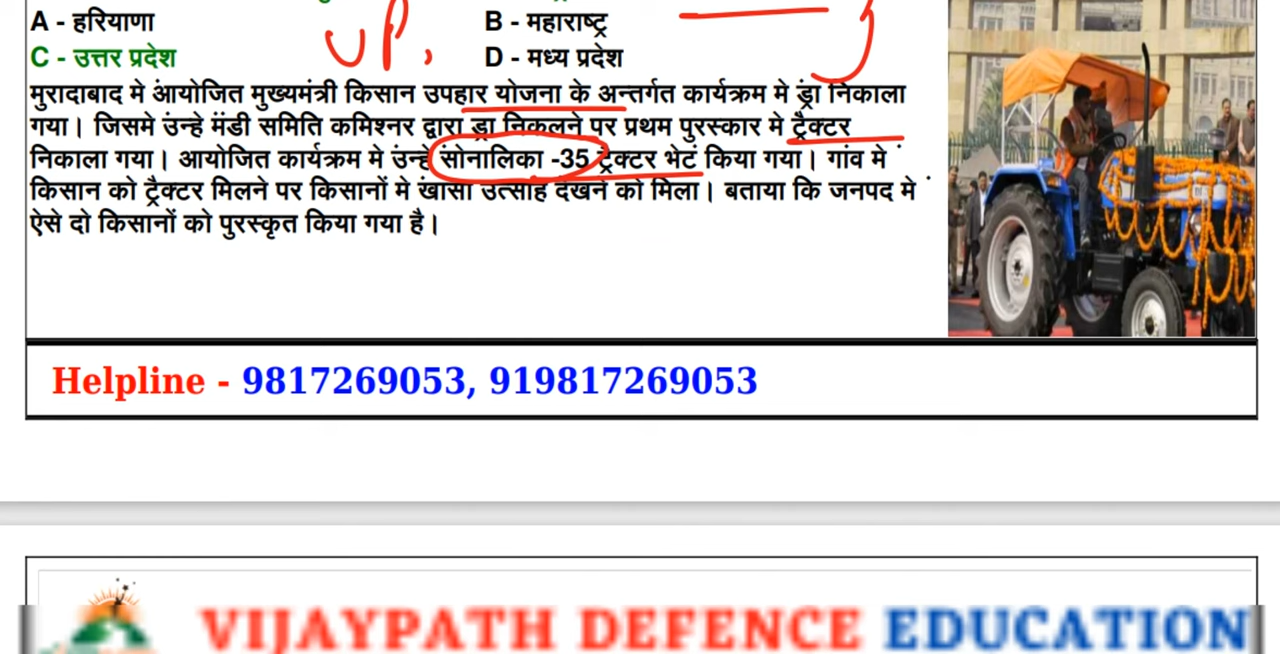 A - हरियाणा
B - महाराष्ट्र
C - उत्तर प्रदेश
UP,
D - मध्य प्रदेश
मुरादाबाद मे आयोजित मुख्यमंत्री किसान उपहार योजना के अन्तर्गत कार्यक्रम मे ड्रा निकाला
गया। जिसमे उंन्हे मंडी समिति कमिश्नर द्वारा ड्रा निकलने पर प्रथम पुरस्कार मे ट्रैक्टर
निकाला गया। आयोजित कार्यक्रम मे उंन्हे सोनालिका -35 ट्रेक्टर भेटं किया गया। गांव मे
किसान को ट्रैक्टर मिलने पर किसानों मे खासा उत्साह देखने को मिला। बताया कि जनपद मे
ऐसे दो किसानों को पुरस्कृत किया गया है।
Helpline - 9817269053, 919817269053
VIJAYPATH DEFENCE EDUCATION